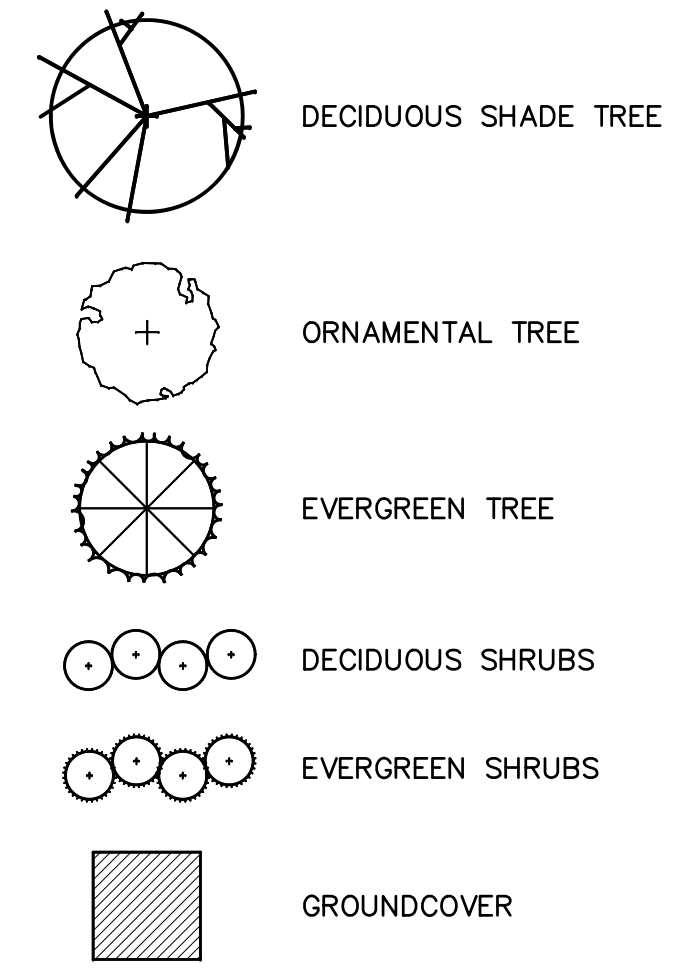 DECIDUOUS SHADE TREE
ORNAMENTAL TREE
EVERGREEN TREE
DECIDUOUS SHRUBS
EVERGREEN SHRUBS
GROUNDCOVER